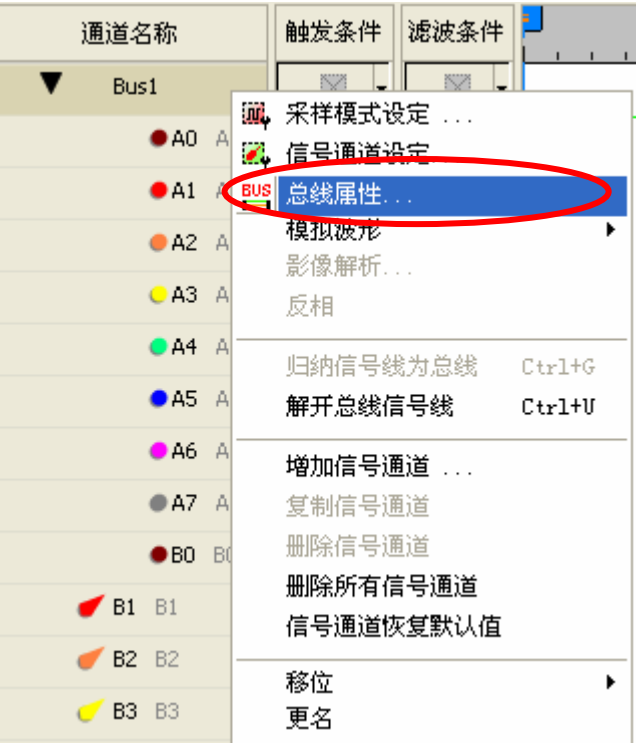 通道名称 触发条件 滤波条件
Bus1
采样模式设定 ...
A0 A
信号通道设定
A1 BUS 总线属性...
A2 A 模拟波形
影像解析...
A3 A
反相
A4 A
归纳信号线为总线 Ctrl+G
A5 A 解开总线信号线 Ctrl+U
A6 A
增加信号通道 ...
A7 A 复制信号通道
B0 B0 删除信号通道
删除所有信号通道
B1 B1
信号通道恢复默认值
B2 B2
移位
B3 B3 更名